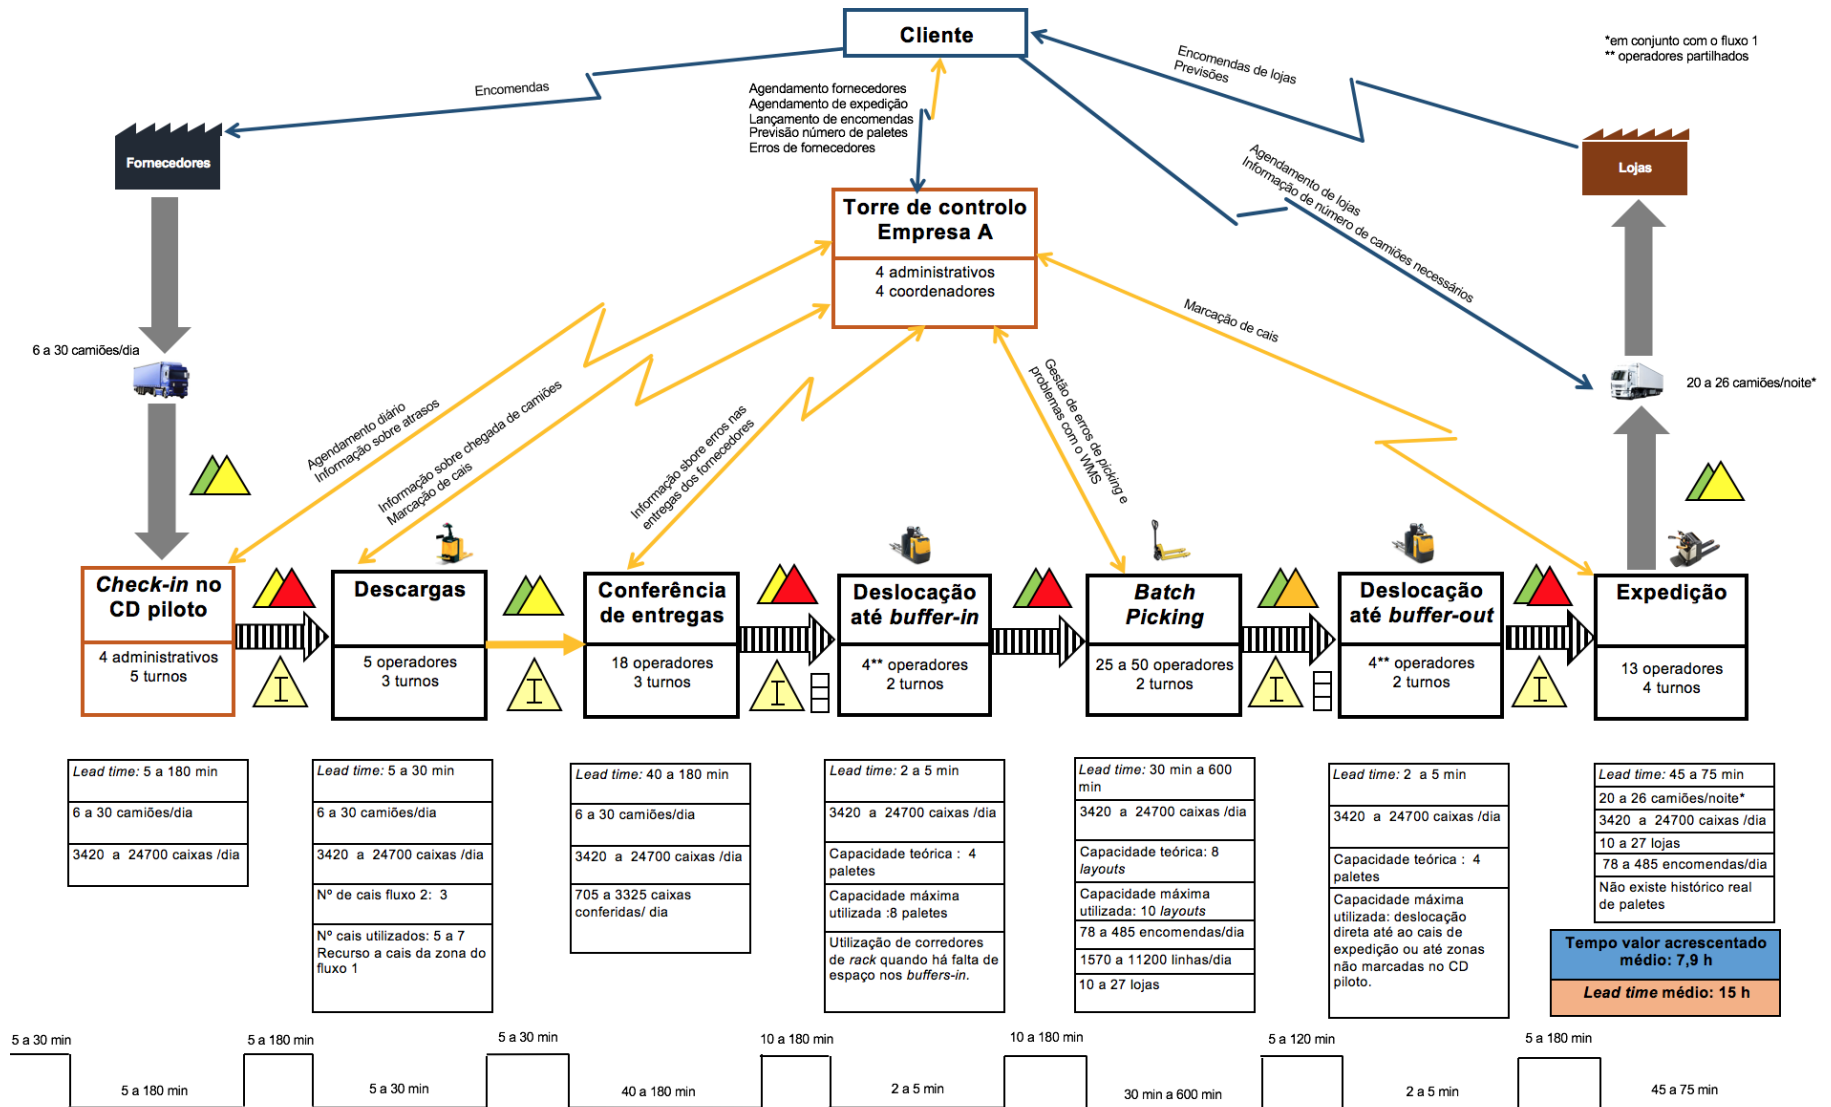 Cliente
*em conjunto com o fluxo 1
** operadores partilhados
Encomendas
Agendamento fornecedores
Agendamento de expedição
Lançamento de encomendas
Previsão número de paletes
Erros de fornecedores
Encomendas de lojas
Previsões
Fornecedores
Lojas
Agendamento de lojas
Informação de número de camiões necessários
Torre de controlo
Empresa A
4 administrativos
4 coordenadores
Marcação de cais
6 a 30 camiões/dia
20 a 26 camiões/noite*
Agendamento diário
Informação sobre atrasos
Informação sobre chegada de camiões
Marcação de cais
Informação sbore erros nas
entregas dos fornecedores
Gestão de erros de picking e
problemas com o WMS
Check-in no
CD piloto
4 administrativos
5 turnos
Descargas
5 operadores
3 turnos
Conferência
de entregas
18 operadores
3 turnos
Deslocação
até buffer-in
4** operadores
2 turnos
Batch
Picking
25 a 50 operadores
2 turnos
Deslocação
até buffer-out
4** operadores
2 turnos
Expedição
13 operadores
4 turnos
I
I
I
I
I
Lead time: 5 a 180 min
6 a 30 camiões/dia
3420 a 24700 caixas /dia
Lead time: 5 a 30 min
6 a 30 camiões/dia
3420 a 24700 caixas /dia
Nº de cais fluxo 2: 3
Nº cais utilizados: 5 a 7
Recurso a cais da zona do
fluxo 1
Lead time: 40 a 180 min
6 a 30 camiões/dia
3420 a 24700 caixas /dia
705 a 3325 caixas
conferidas/ dia
Lead time: 2 a 5 min
3420 a 24700 caixas /dia
Capacidade teórica : 4
paletes
Capacidade máxima
utilizada :8 paletes
Utilização de corredores
de rack quando há falta de
espaço nos buffers-in.
Lead time: 30 min a 600
min
3420 a 24700 caixas /dia
Capacidade teórica: 8
layouts
Capacidade máxima
utilizada: 10 layouts
78 a 485 encomendas/dia
1570 a 11200 linhas/dia
10 a 27 lojas
Lead time: 2 a 5 min
3420 a 24700 caixas /dia
Capacidade teórica : 4
paletes
Capacidade máxima
utilizada: deslocação
direta até ao cais de
expedição ou até zonas
não marcadas no CD
piloto.
Lead time: 45 a 75 min
20 a 26 camiões/noite*
3420 a 24700 caixas /dia
10 a 27 lojas
78 a 485 encomendas/dia
Não existe histórico real
de paletes
Tempo valor acrescentado
médio: 7,9 h
Lead time médio: 15 h
5 a 30 min
5 a 180 min
5 a 180 min
5 a 30 min
5 a 30 min
40 a 180 min
10 a 180 min
2 a 5 min
10 a 180 min
30 min a 600 min
5 a 120 min
2 a 5 min
5 a 180 min
45 a 75 min